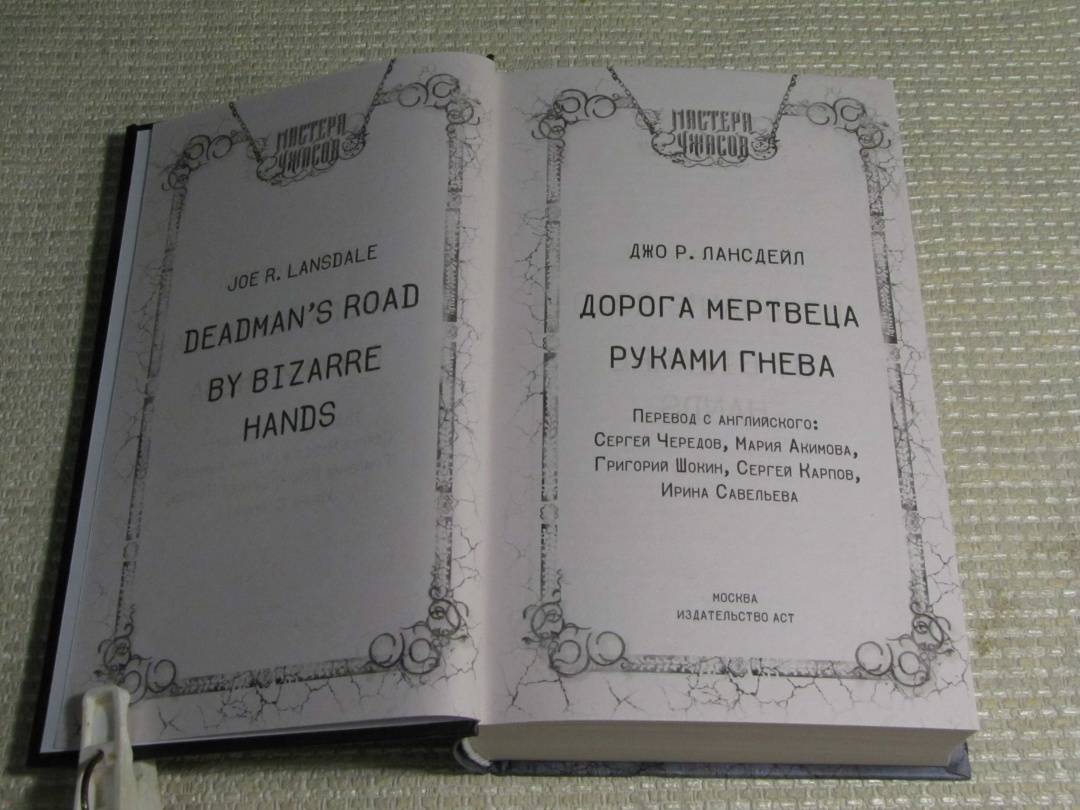 МАСТЕРА
УЖАСОВ
JOE R. LANSDALE
DEADMAN'S ROAD
BY BIZARRE
HANDS
МАСТЕРА
УЖАСОВ
ДЖО Р. ЛАНСДЕЙЛ
ДОРОГА МЕРТВЕЦА
РУКАМИ ГНЕВА
ПЕРЕВОД С АНГЛИЙСКОГО:
СЕРГЕЙ ЧЕРЕДОВ, МАРИЯ АКИМОВА,
ГРИГОРИЙ ШОКИН, СЕРГЕЙ КАРПОВ,
ИРИНА САВЕЛЬЕВА
МОСКВА
ИЗДАТЕЛЬСТВО АСТ